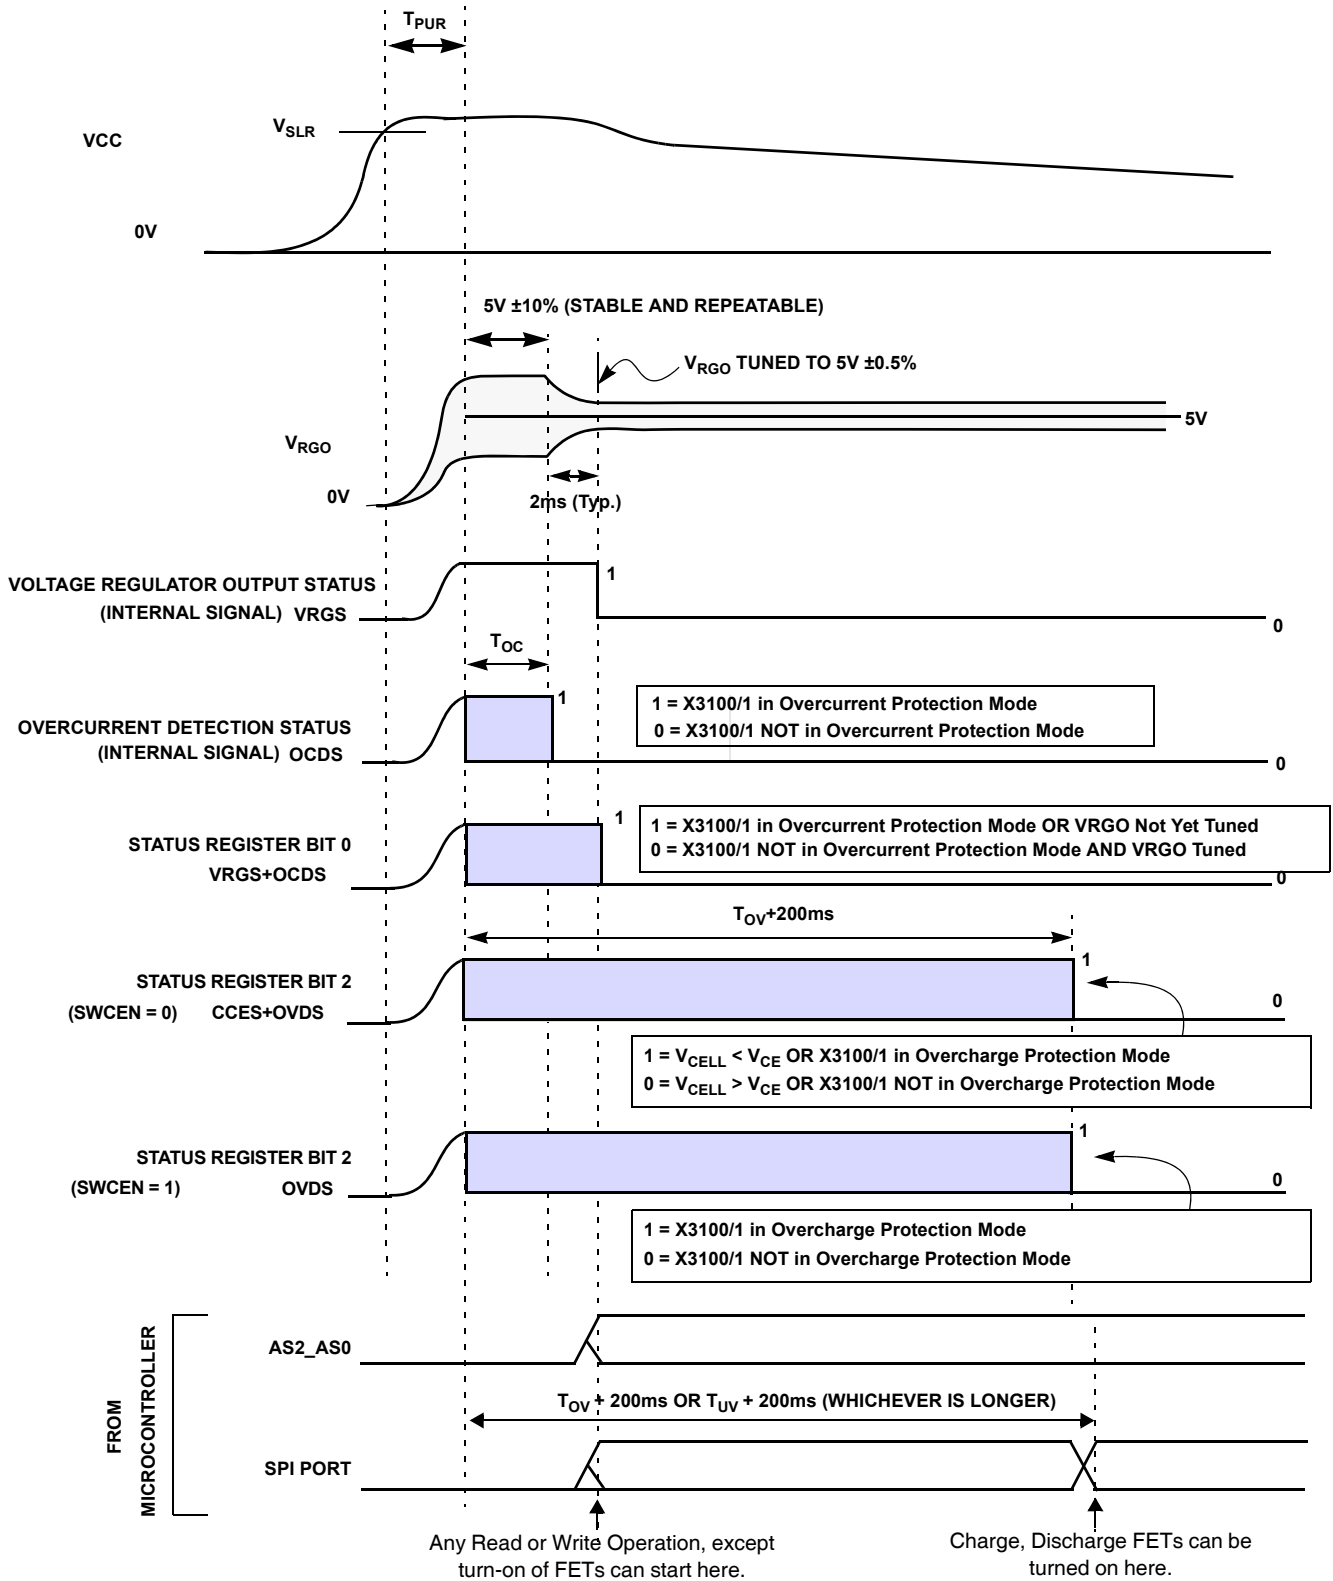 TPUR
VSLR
VCC
0V
5V ±10% (STABLE AND REPEATABLE)
VRGO TUNED TO 5V ±0.5%
5V
VRGO
0V
2ms (Typ.)
VOLTAGE REGULATOR OUTPUT STATUS
(INTERNAL SIGNAL) VRGS
1
0
TOC
OVERCURRENT DETECTION STATUS
(INTERNAL SIGNAL) OCDS
1
1 = X3100/1 in Overcurrent Protection Mode
0 = X3100/1 NOT in Overcurrent Protection Mode
0
STATUS REGISTER BIT 0
VRGS+OCDS
1
1 = X3100/1 in Overcurrent Protection Mode OR VRGO Not Yet Tuned
0 = X3100/1 NOT in Overcurrent Protection Mode AND VRGO Tuned
0
TOV+200ms
STATUS REGISTER BIT 2
(SWCEN = 0) CCES+OVDS
1
0
1 = VCELL < VCE OR X3100/1 in Overcharge Protection Mode
0 = VCELL > VCE OR X3100/1 NOT in Overcharge Protection Mode
STATUS REGISTER BIT 2
(SWCEN = 1) OVDS
1
0
1 = X3100/1 in Overcharge Protection Mode
0 = X3100/1 NOT in Overcharge Protection Mode
FROM
MICROCONTROLLER
AS2_AS0
TOV + 200ms OR TUV + 200ms (WHICHEVER IS LONGER)
SPI PORT
Any Read or Write Operation, except
turn-on of FETs can start here.
Charge, Discharge FETs can be
turned on here.